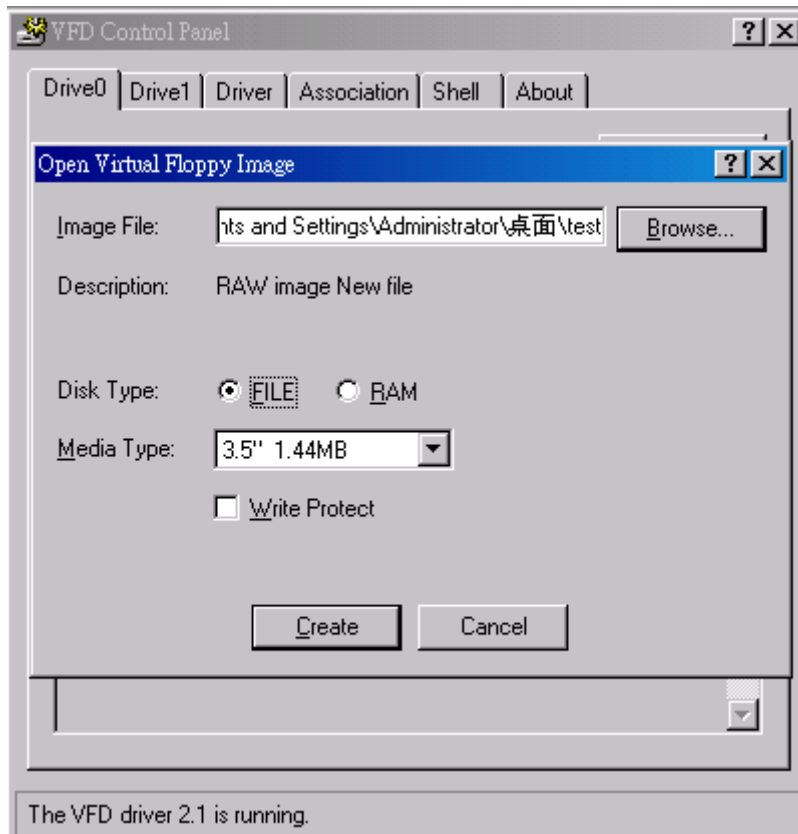 VFD Control Panel
Drive0 Drive1 Driver Association Shell About
Open Virtual Floppy Image
Image File: nts and Settings\Administrator\桌面\test Browse...
Description: RAW image New file
Disk Type: FILE RAM
Media Type: 3.5" 1.44MB
Write Protect
Create Cancel
The VFD driver 2.1 is running.